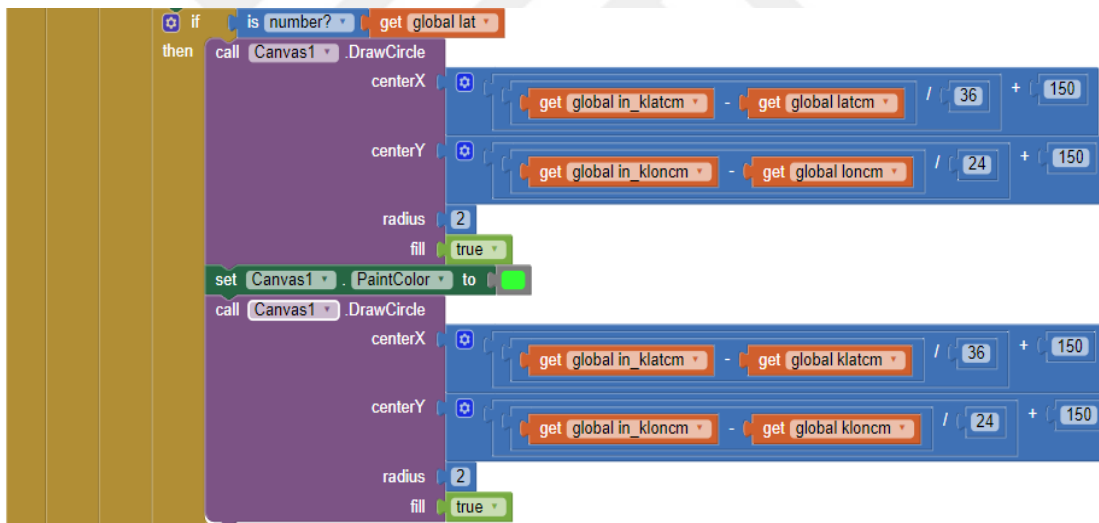 if is number? get global lat
then call Canvas1 .DrawCircle
centerX get global in_klatcm - get global latcm / 36 + 150
centerY get global in_kloncm - get global loncm / 24 + 150
radius 2
fill true
set Canvas1 . PaintColor to
call Canvas1 .DrawCircle
centerX get global in_klatcm - get global klatcm / 36 + 150
centerY get global in_kloncm - get global kloncm / 24 + 150
radius 2
fill true